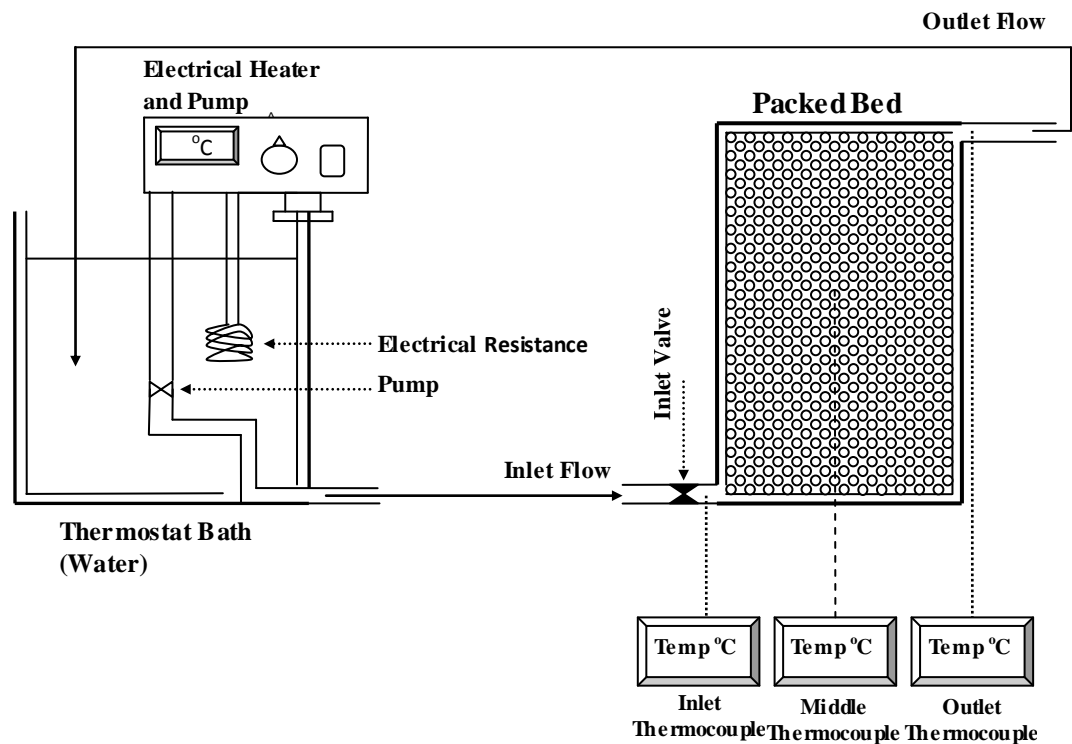 Outlet Flow
Electrical Heater
and Pump
Packed Bed
°C
Electrical Resistance
Pump
Inlet Valve
Inlet Flow
Thermostat Bath
(Water)
Temp °C
Temp °C
Temp °C
Inlet
Thermocouple
Middle
Thermocouple
Outlet
Thermocouple